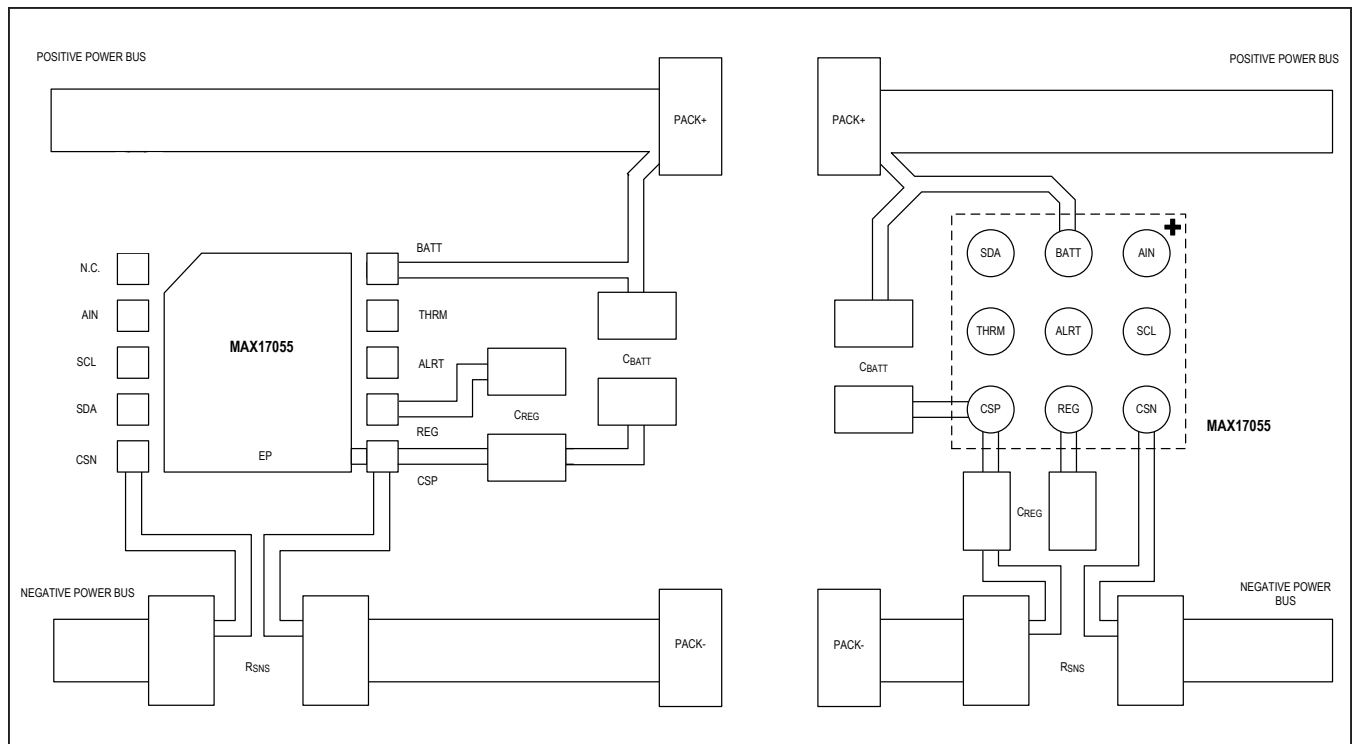 POSITIVE POWER BUS
PACK+
BATT
N.C.
AIN
THRM
MAX17055
SCL
ALRT
CBATT
SDA
CREG
REG
CSN
EP
CSP
NEGATIVE POWER BUS
RSNS
PACK-
POSITIVE POWER BUS
PACK+
SDA
BATT
AIN
THRM
ALRT
SCL
CBATT
CSP
REG
CSN
MAX17055
CREG
NEGATIVE POWER
BUS
PACK-
RSNS